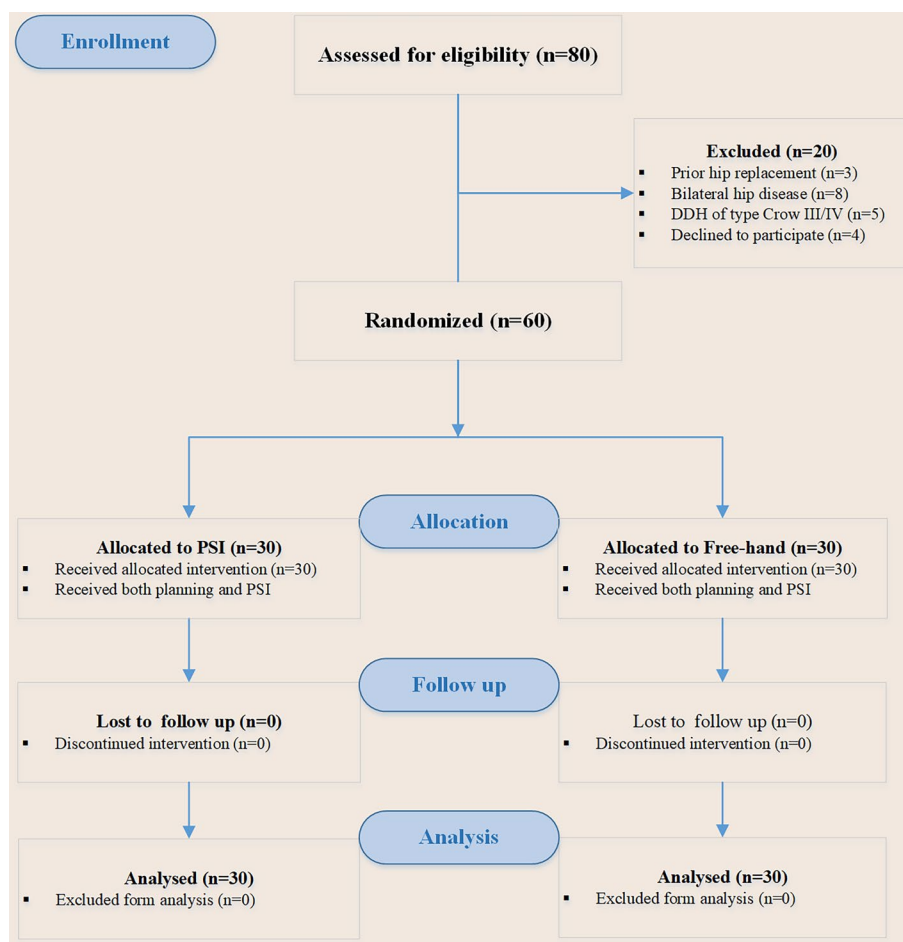 Enrollment
Assessed for eligibility (n=80)
Excluded (n=20)
▪ Prior hip replacement (n=3)
▪ Bilateral hip disease (n=8)
▪ DDH of type Crow III/IV (n=5)
▪ Declined to participate (n=4)
Randomized (n=60)
Allocation
Allocated to PSI (n=30)
▪ Received allocated intervention (n=30)
▪ Received both planning and PSI
Allocated to Free-hand (n=30)
▪ Received allocated intervention (n=30)
▪ Received both planning and PSI
Follow up
Lost to follow up (n=0)
▪ Discontinued intervention (n=0)
Lost to follow up (n=0)
▪ Discontinued intervention (n=0)
Analysis
Analysed (n=30)
▪ Excluded form analysis (n=0)
Analysed (n=30)
▪ Excluded form analysis (n=0)